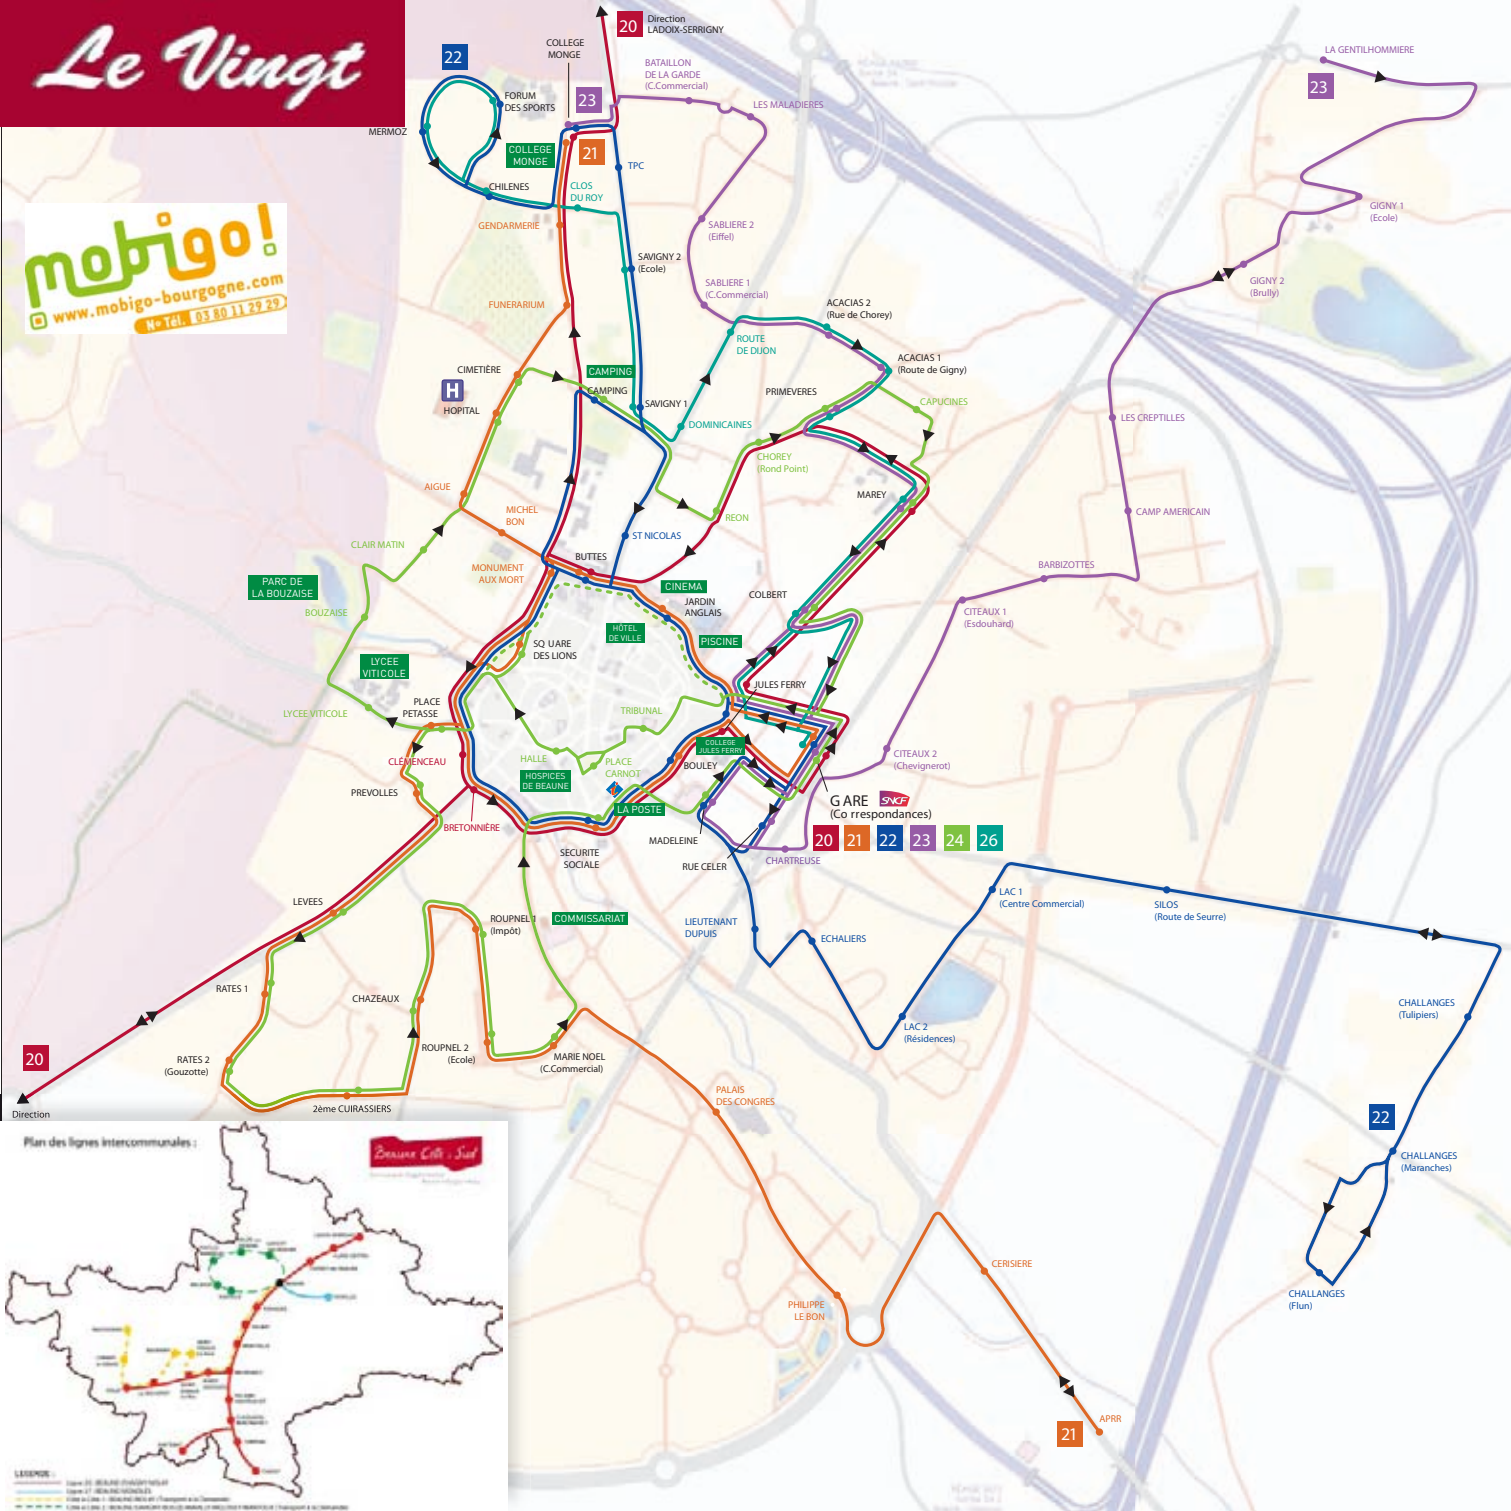 Le Vingt
20
Direction
LADOIX-SERRIGNY
COLLEGE
MONGE
22
FORUM
DES SPORTS
MERMOZ
23
BATAILLON
DE LA GARDE
(C.Commercial)
LES MALADIERES
LA GENTILHOMMIERE
23
COLLEGE
MONGE
21
TPC
CHILENES
CLOS
DU ROY
GENDARMERIE
mobigo!
www.mobigo-bourgogne.com
N° Tél. 03 80 11 29 29
SABLIERE 2
(Eiffel)
GIGNY 1
(Ecole)
SAVIGNY 2
(Ecole)
SABLIERE 1
(C.Commercial)
GIGNY 2
(Brully)
FUNERARIUM
ACACIAS 2
(Rue de Chorey)
ROUTE
DE DIJON
ACACIAS 1
(Route de Gigny)
CIMETIÈRE
CAMPING
CAMPING
H
HOPITAL
PRIMEVERES
SAVIGNY 1
CAPUCINES
LES CREPTILLES
DOMINICAINES
CHOREY
(Rond Point)
AIGUE
MAREY
MICHEL
BON
REON
CAMP AMERICAIN
CLAIR MATIN
ST NICOLAS
MONUMENT
AUX MORT
BUTTES
BARBIZOTTES
PARC DE
LA BOUZAISE
CINEMA
COLBERT
JARDIN
ANGLAIS
BOUZAISE
CITEAUX 1
(Esdouhard)
HÔTEL
DE VILLE
PISCINE
SQ UARE
DES LIONS
LYCEE
VITICOLE
JULES FERRY
LYCEE VITICOLE
PLACE
PETASSE
TRIBUNAL
COLLEGE
JULES FERRY
CLÉMENCEAU
HALLE
PLACE
CARNOT
BOULEY
CITEAUX 2
(Chevignerot)
HOSPICES
DE BEAUNE
PREVOLLES
LA POSTE
G ARE SNCF
(Co rrespondances)
BRETONNIÈRE
MADELEINE
20 21 22 23 24 26
SECURITE
SOCIALE
RUE CELER
CHARTREUSE
LEVEES
ROUPNEL 1
(Impôt)
COMMISSARIAT
LIEUTENANT
DUPUIS
ECHALIERS
LAC 1
(Centre Commercial)
SILOS
(Route de Seurre)
RATES 1
CHAZEAUX
CHALLANGES
(Tulipiers)
LAC 2
(Résidences)
20
RATES 2
(Gouzotte)
ROUPNEL 2
(Ecole)
MARIE NOEL
(C.Commercial)
Direction
2ème CUIRASSIERS
PALAIS
DES CONGRES
22
CHALLANGES
(Maranches)
Plan des lignes intercommunales :
Beaune Côte & Sud
CERISIERE
PHILIPPE
LE BON
CHALLANGES
(Flun)
21
APRR
LEGENDE :